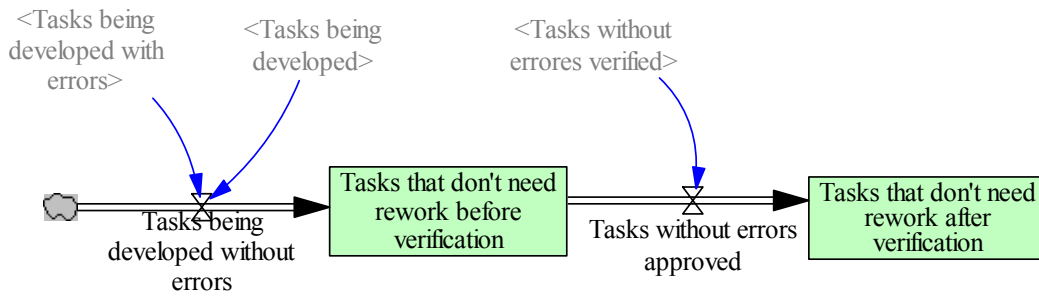 <Tasks being
developed with
errors>
<Tasks being
developed>
<Tasks without
errores verified>
Tasks being
developed without
errors
Tasks that don't need
rework before
verification
Tasks without errors
approved
Tasks that don't need
rework after
verification